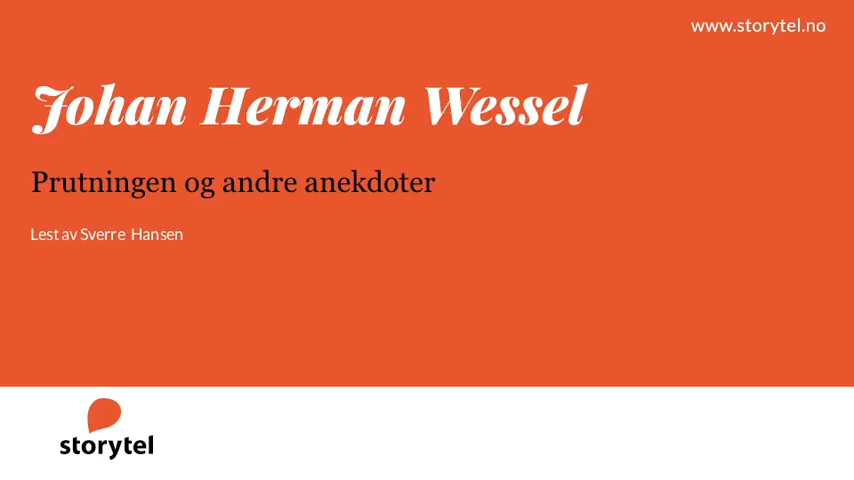 www.storytel.no
Johan Herman Wessel
Prutningen og andre anekdoter
Lest av Sverre Hansen
storytel